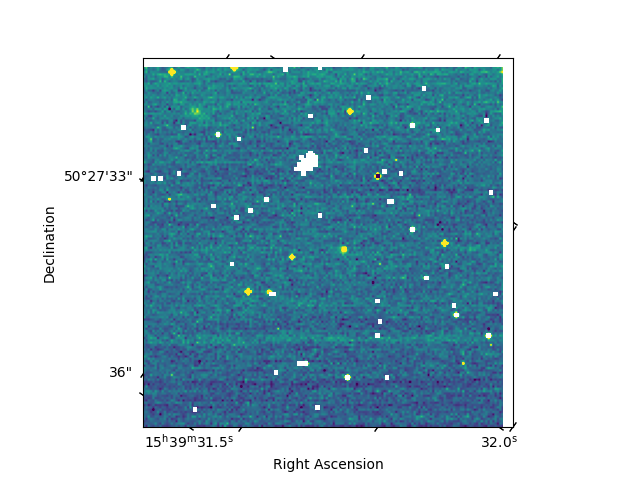 50°27'33"
Declination
36"
15ʰ39ᵐ31.5ˢ
32.0ˢ
Right Ascension